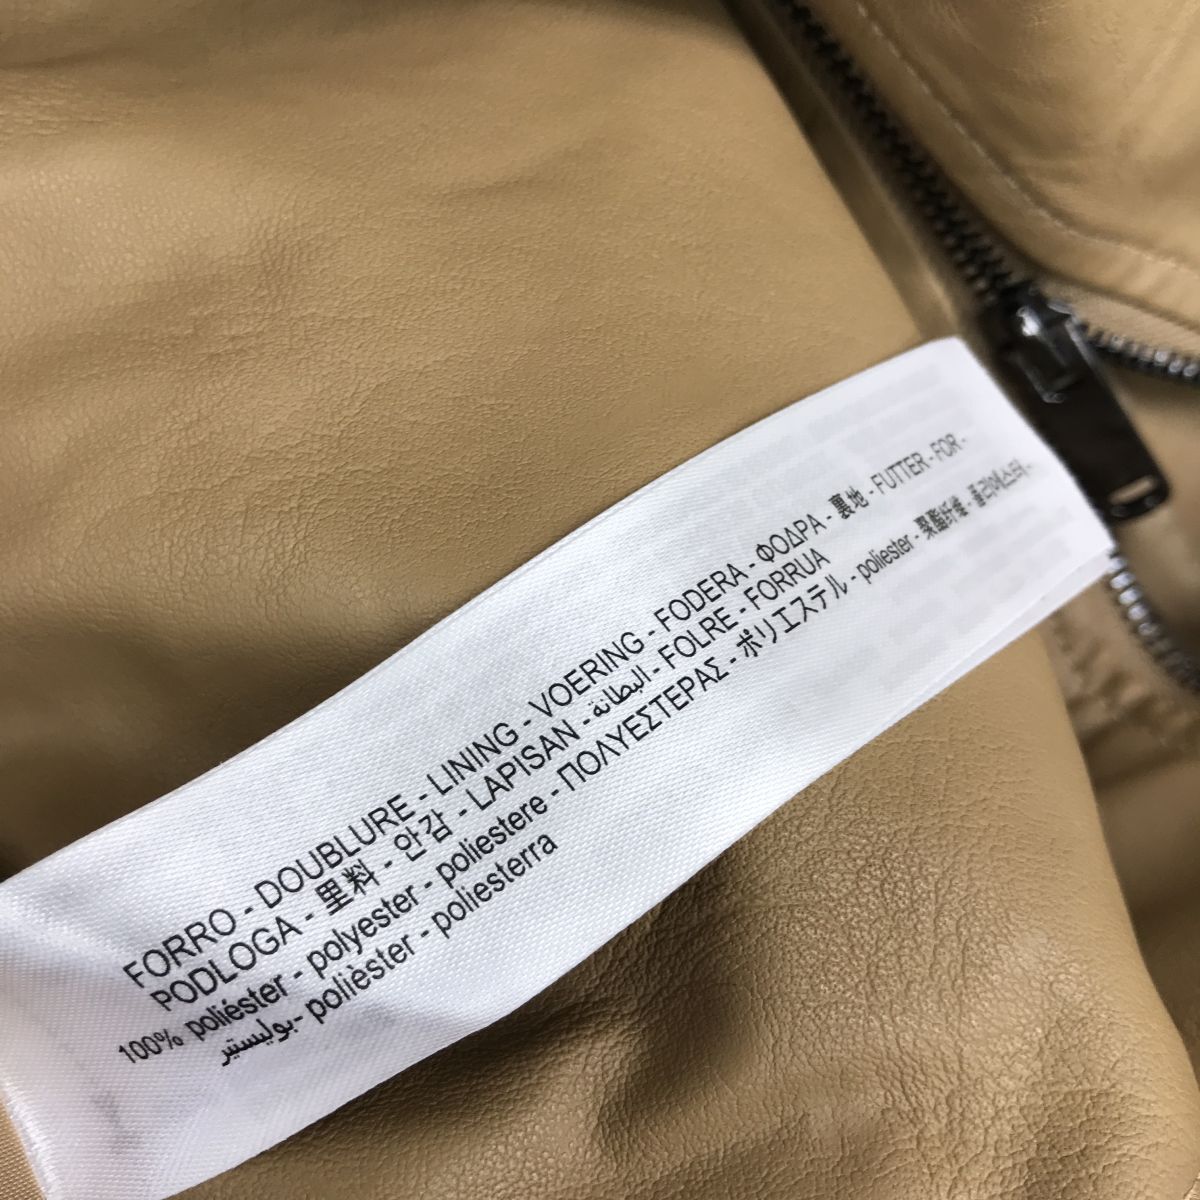 FORRO - DOUBLURE - LINING - VOERING - FODERA - ΦΟΔΡΑ - 裏地 - FUTTER - FOR -
PODLOGA - 里料 - 안감 - LAPISAN - البطانة - FOLRE - FORRUA
100% poliéster - polyester - poliestere - ΠΟΛΥΕΣΤΕΡΑΣ - ポリエステル - poliester - 聚酯纤维 - 폴리에스터 -
بوليستير - polièster - poliesterra